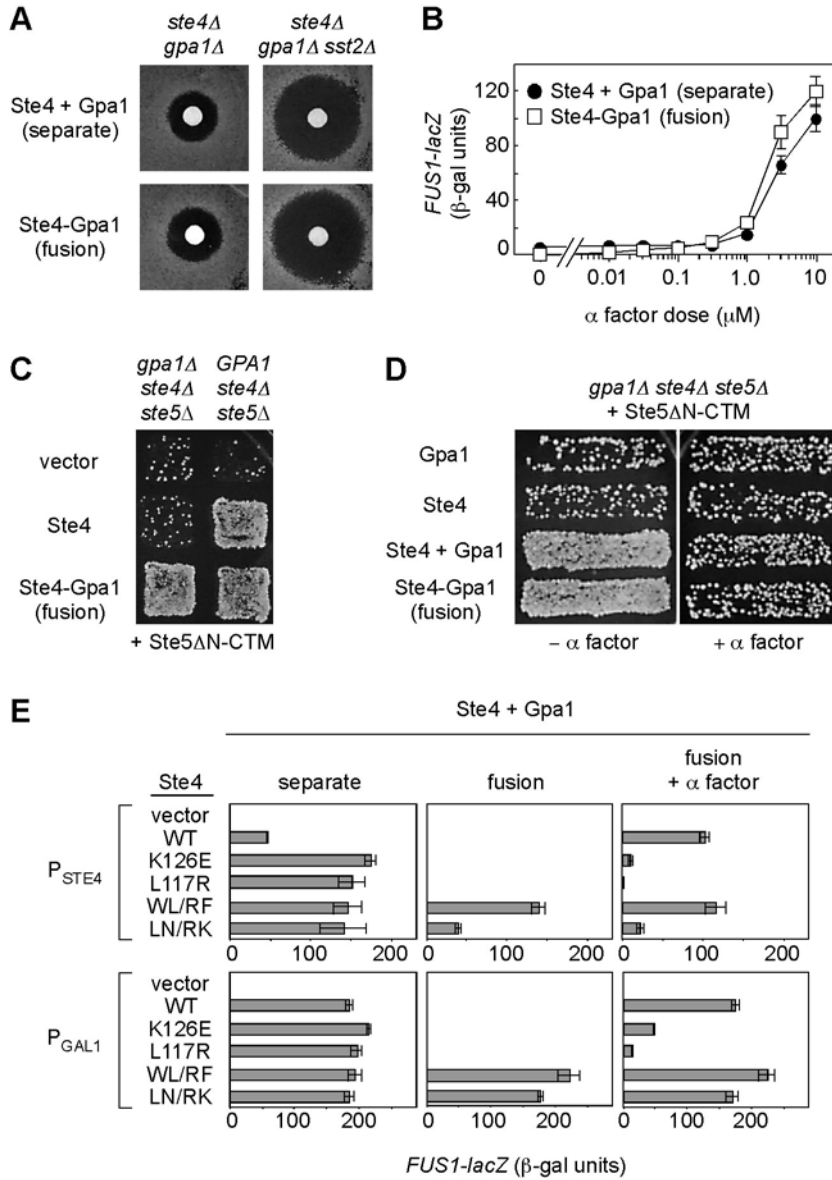 A
ste4Δ
gpa1Δ
ste4Δ
gpa1Δ sst2Δ
Ste4 + Gpa1
(separate)
Ste4-Gpa1
(fusion)
B
Ste4 + Gpa1 (separate)
Ste4-Gpa1 (fusion)
FUS1-lacZ
(β-gal units)
120
80
40
0
0
0.01
0.1
1.0
10
α factor dose (μM)
C
gpa1Δ
ste4Δ
ste5Δ
GPA1
ste4Δ
ste5Δ
vector
Ste4
Ste4-Gpa1
(fusion)
+ Ste5ΔN-CTM
D
gpa1Δ ste4Δ ste5Δ
+ Ste5ΔN-CTM
Gpa1
Ste4
Ste4 + Gpa1
Ste4-Gpa1
(fusion)
– α factor
+ α factor
E
Ste4 + Gpa1
Ste4
separate
fusion
fusion
+ α factor
PSTE4
vector
WT
K126E
L117R
WL/RF
LN/RK
0 100 200
0 100 200
0 100 200
PGAL1
vector
WT
K126E
L117R
WL/RF
LN/RK
0 100 200
0 100 200
0 100 200
FUS1-lacZ (β-gal units)